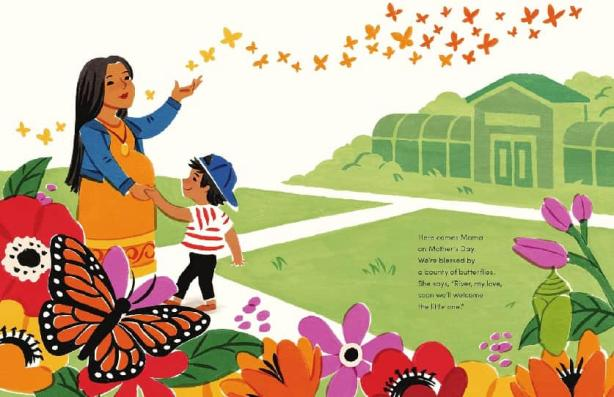 Here comes Mama
on Mother's Day.
We're blessed by
a bounty of butterflies.
She says, "River, my love,
soon we'll welcome
the little one."